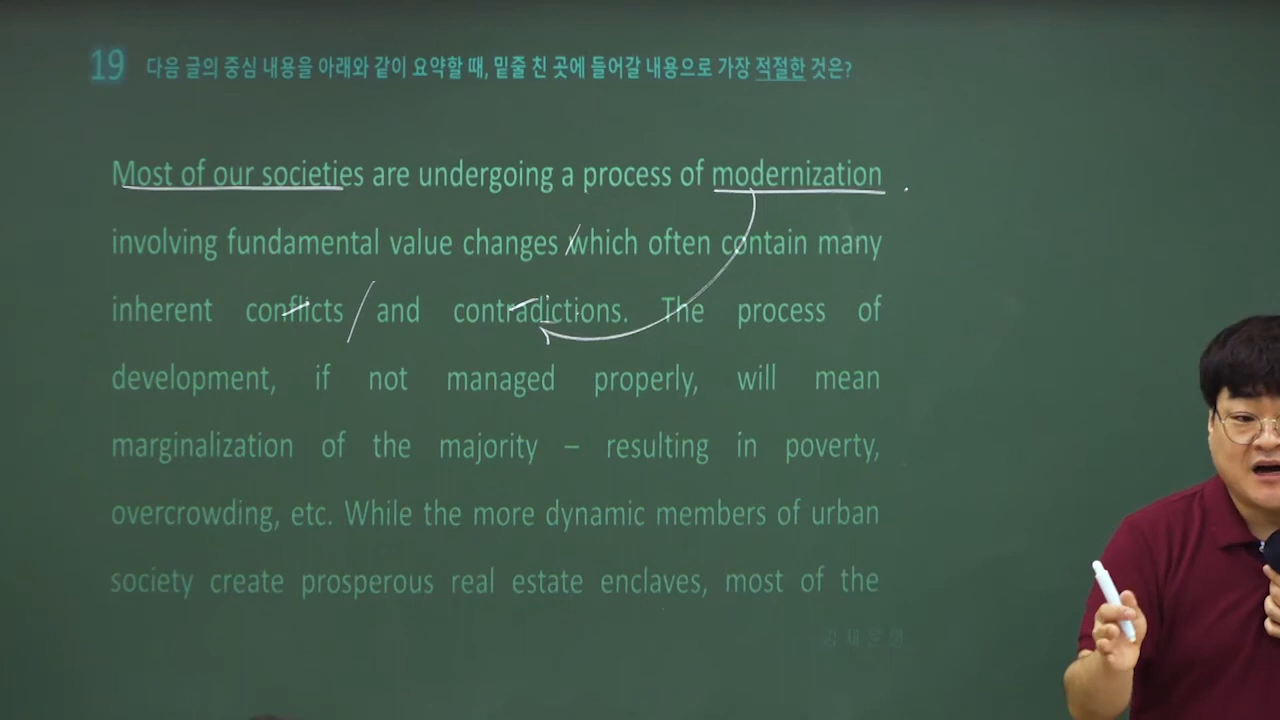 19 다음 글의 중심 내용을 아래와 같이 요약할 때, 밑줄 친 곳에 들어갈 내용으로 가장 적절한 것은?
Most of our societies are undergoing a process of modernization
involving fundamental value changes which often contain many
inherent conflicts and contradictions. The process of
development, if not managed properly, will mean
marginalization of the majority – resulting in poverty,
overcrowding, etc. While the more dynamic members of urban
society create prosperous real estate enclaves, most of the